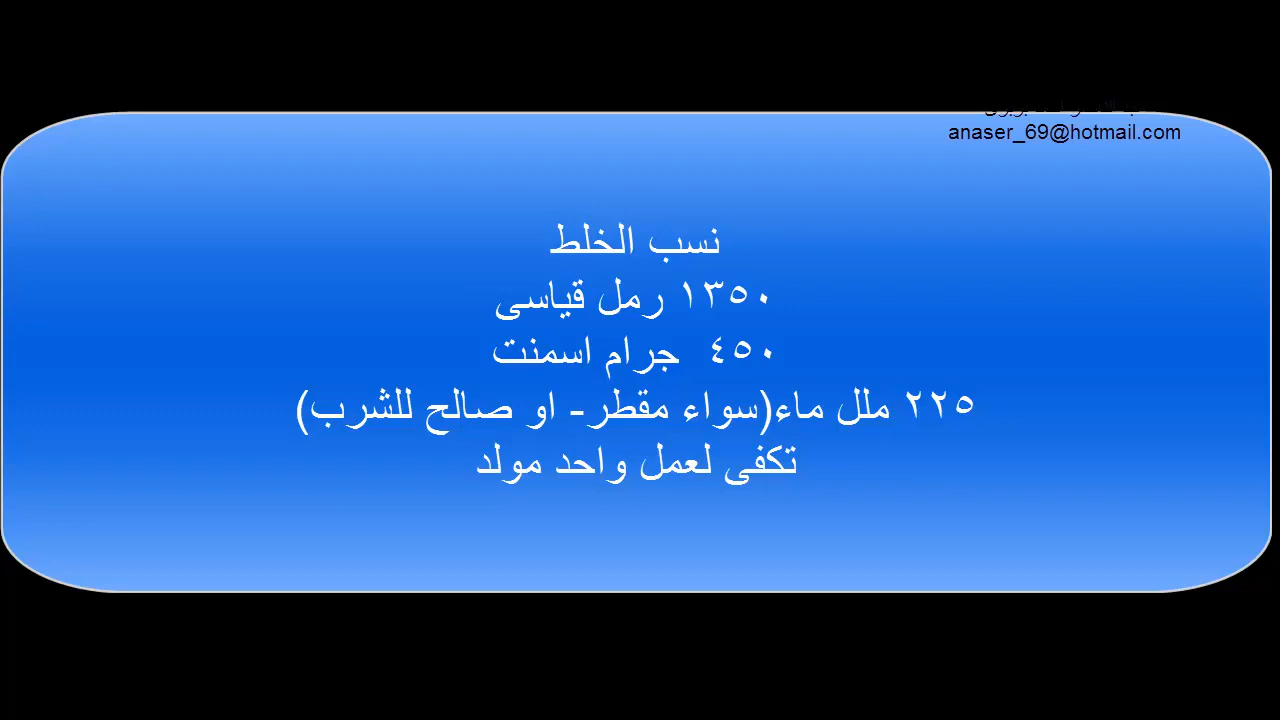 anaser_69@hotmail.com
نسب الخلط
١٣٥٠ رمل قياسى
٤٥٠ جرام اسمنت
٢٢٥ ملل ماء(سواء مقطر- او صالح للشرب)
تكفى لعمل واحد مولد